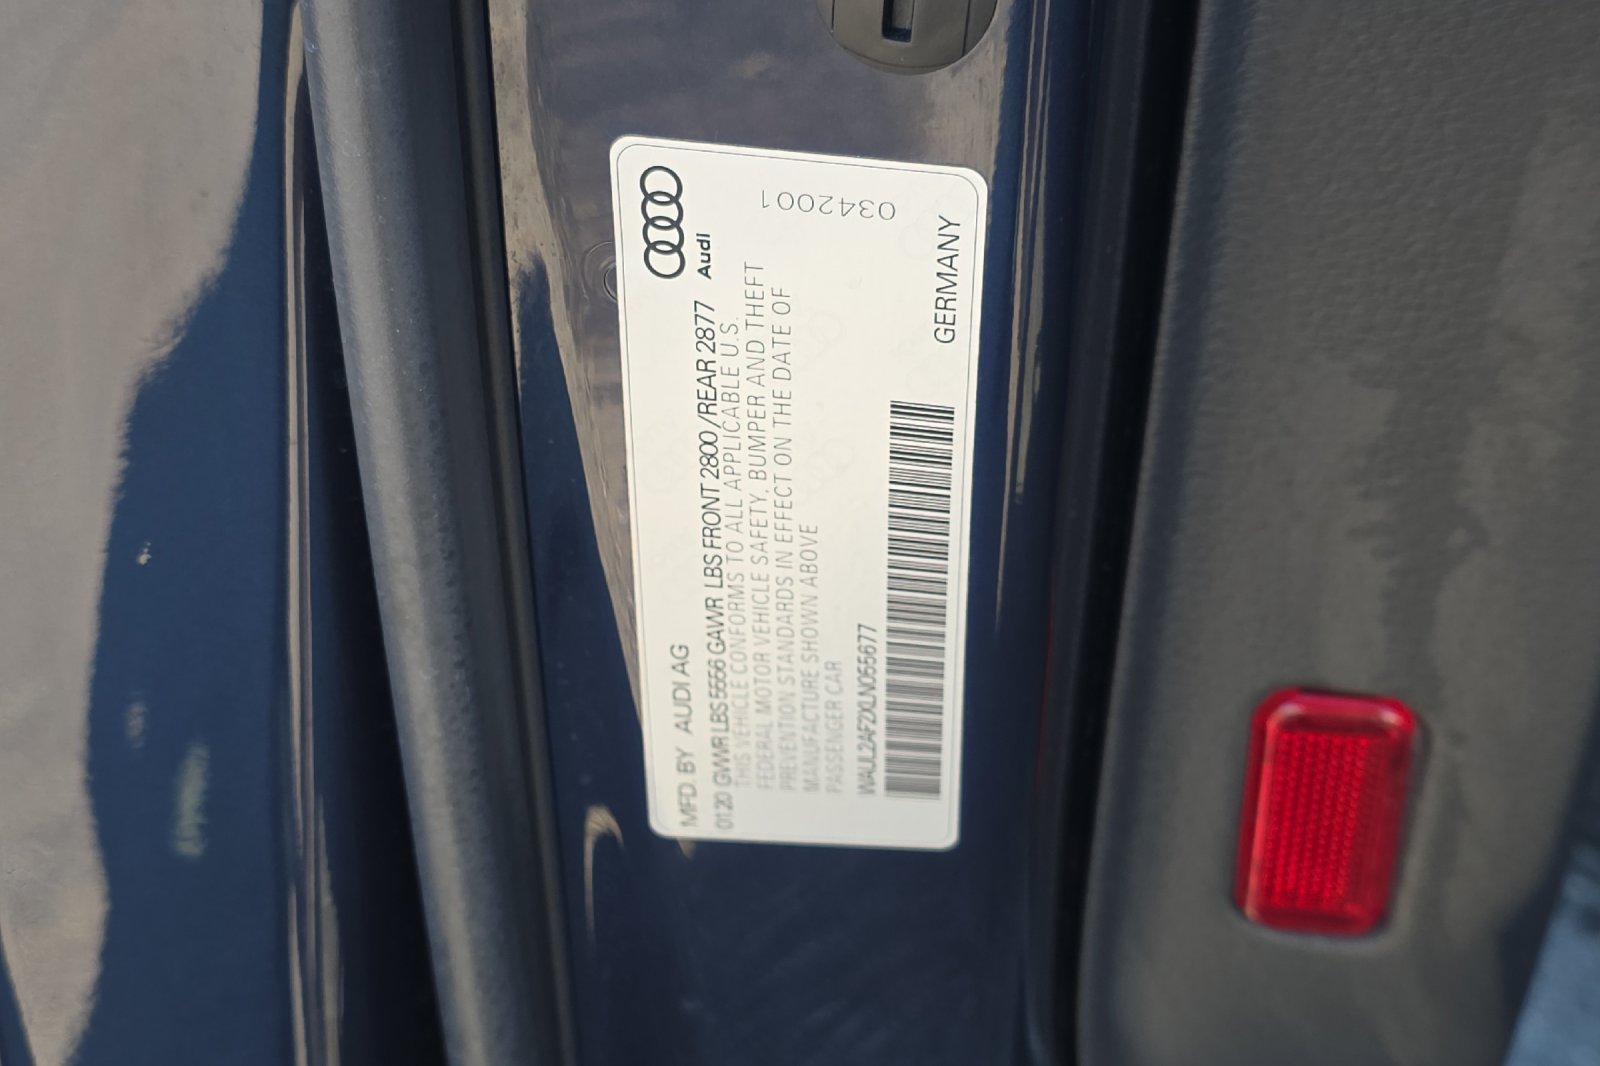 Audi
MFD. BY AUDI AG
01.20 GWWR LBS 5556 GAWR LBS FRONT 2800/REAR 2877
THIS VEHICLE CONFORMS TO ALL APPLICABLE U.S.
FEDERAL MOTOR VEHICLE SAFETY, BUMPER AND THEFT
PREVENTION STANDARDS IN EFFECT ON THE DATE OF
MANUFACTURE SHOWN ABOVE
PASSENGER CAR
WAUL2AF2XLN055677
GERMANY
0342001